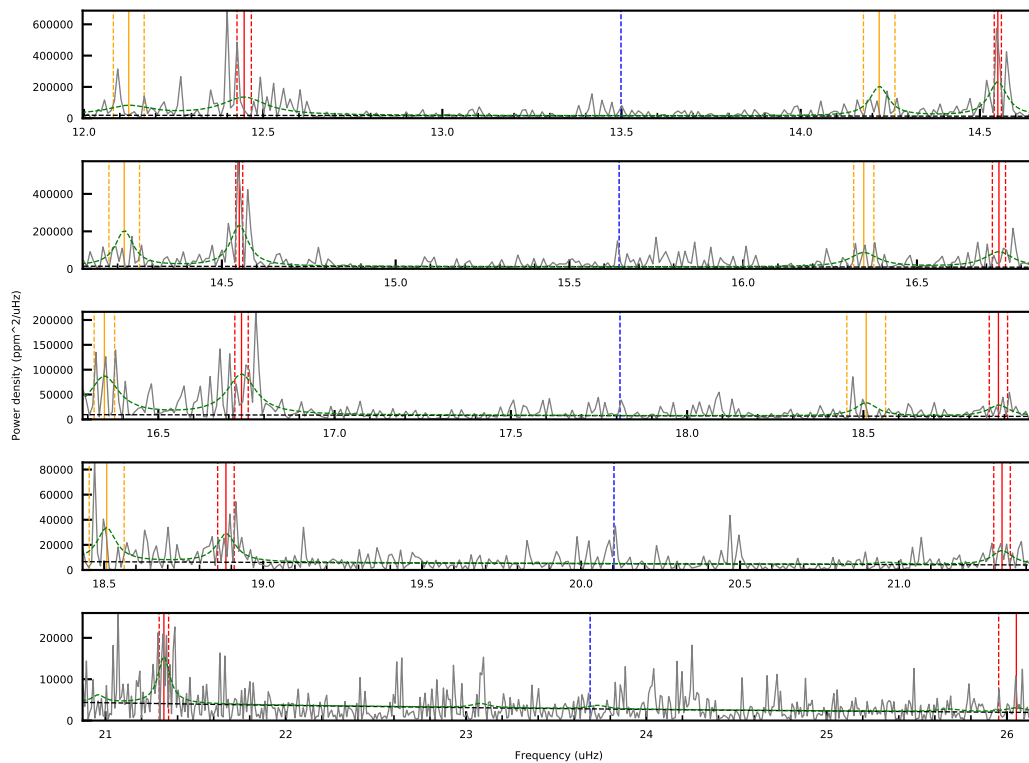 600000
400000
200000
0
12.0 12.5 13.0 13.5 14.0 14.5
400000
200000
0
14.5 15.0 15.5 16.0 16.5
200000
150000
100000
50000
0
16.5 17.0 17.5 18.0 18.5
80000
60000
40000
20000
0
18.5 19.0 19.5 20.0 20.5 21.0
20000
10000
0
21 22 23 24 25 26
Power density (ppm^2/uHz)
Frequency (uHz)